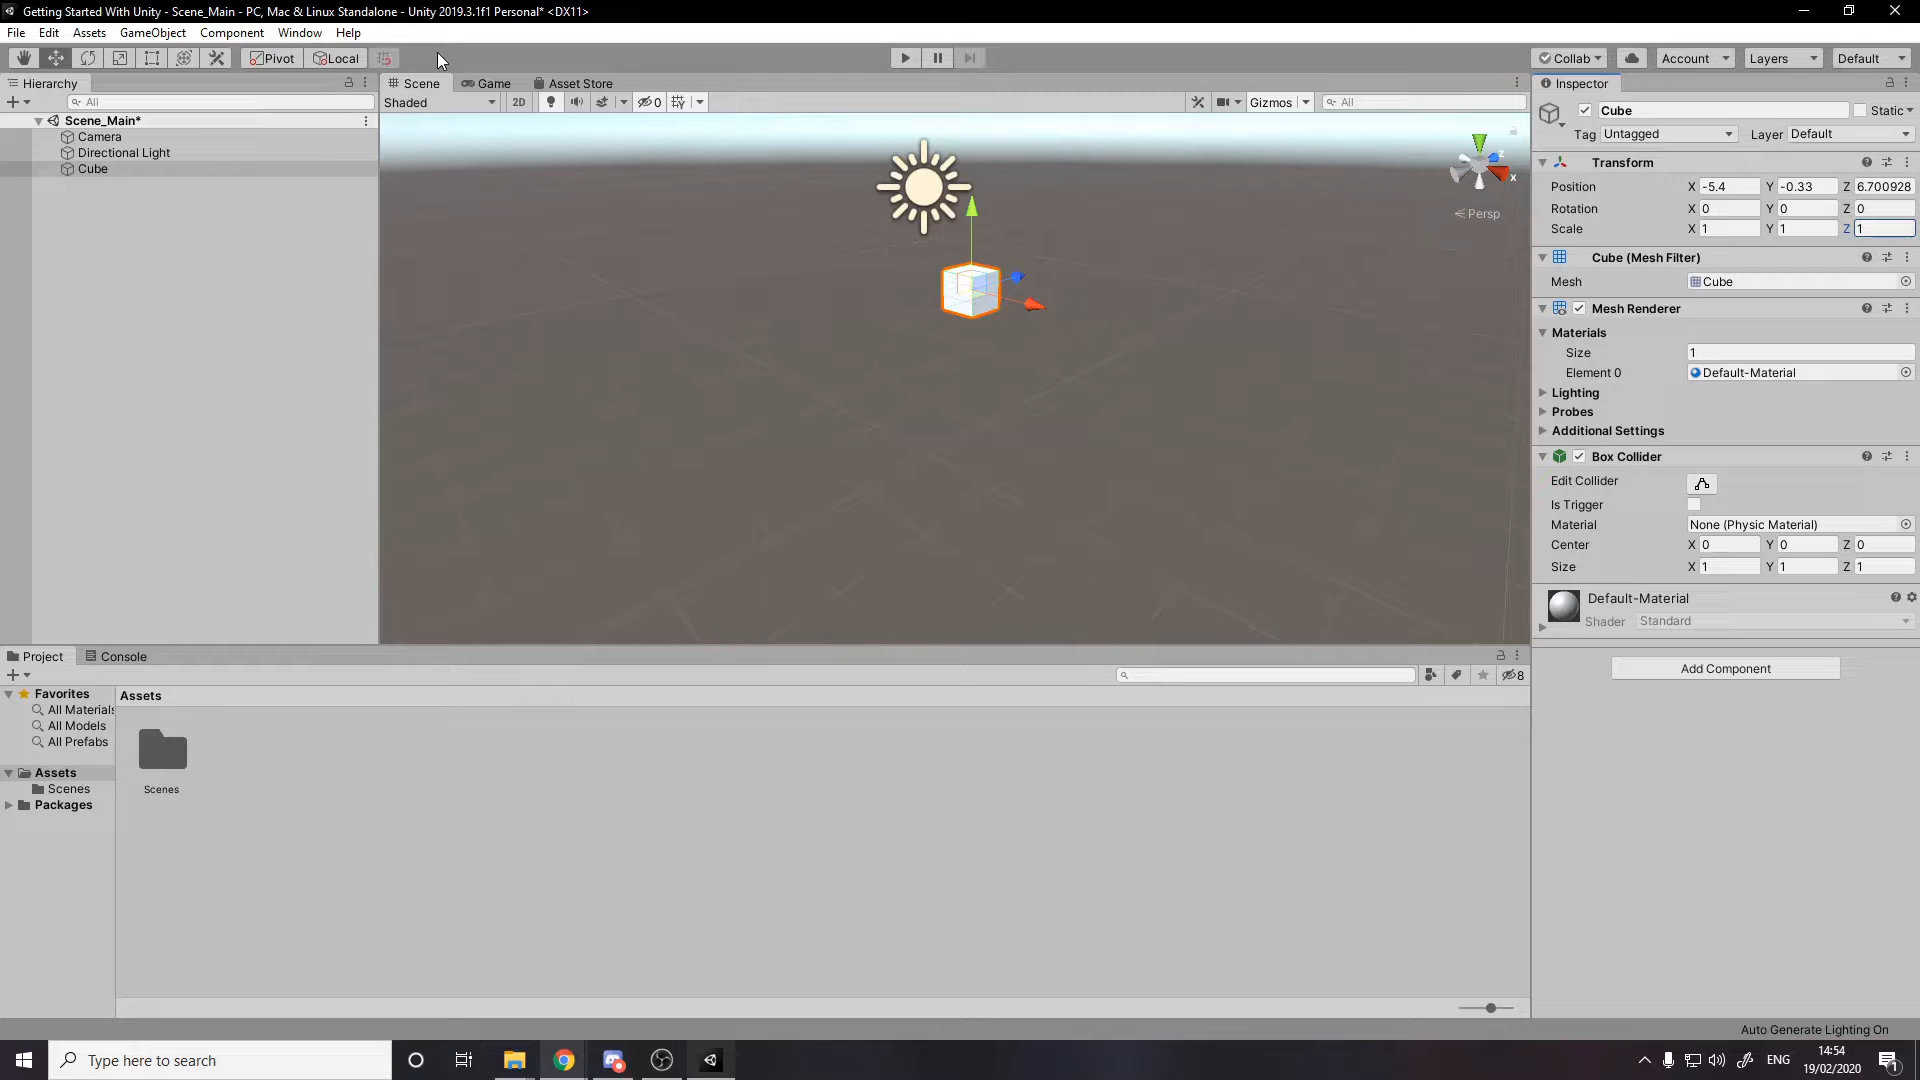 Getting Started With Unity - Scene_Main - PC, Mac & Linux Standalone - Unity 2019.3.1f1 Personal* <DX11>
File Edit Assets GameObject Component Window Help
Pivot Local Collab Account Layers Default
Hierarchy Scene Game Asset Store Inspector
All Shaded 2D 0 Gizmos All
Cube Static
Tag Untagged Layer Default
Scene_Main*
Camera
Directional Light
Cube
x z
Persp
Transform
Position X -5.4 Y -0.33 Z 6.700928
Rotation X 0 Y 0 Z 0
Scale X 1 Y 1 Z 1
Cube (Mesh Filter)
Mesh Cube
Mesh Renderer
Materials
Size 1
Element 0 Default-Material
Lighting
Probes
Additional Settings
Box Collider
Edit Collider
Is Trigger
Material None (Physic Material)
Center X 0 Y 0 Z 0
Size X 1 Y 1 Z 1
Default-Material
Shader Standard
Add Component
Project Console
8
Favorites
All Materials
All Models
All Prefabs
Assets
Scenes
Packages
Assets
Scenes
Auto Generate Lighting On
Type here to search
ENG
14:54
19/02/2020
1